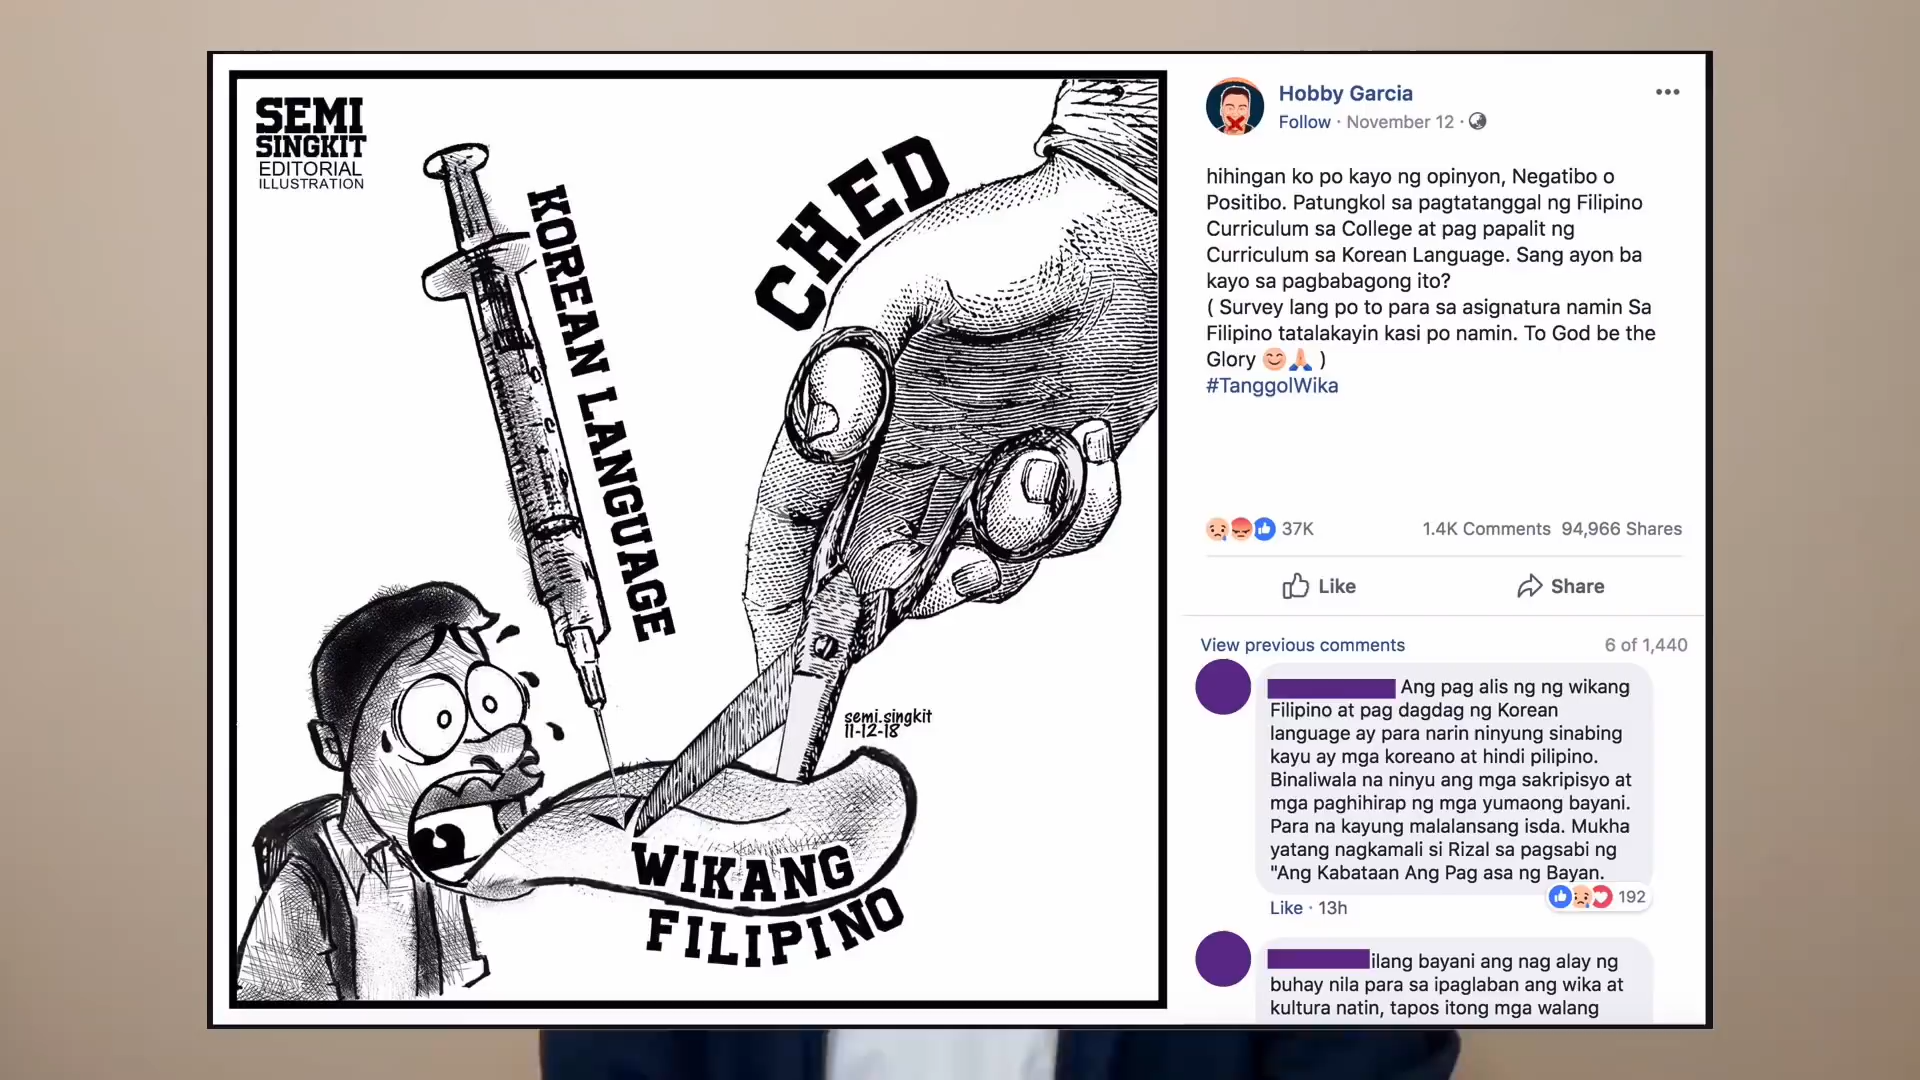 SEMI
SINGKIT
EDITORIAL
ILLUSTRATION
KOREAN LANGUAGE
CHED
semi.singkit
11-12-18
WIKANG
FILIPINO
Hobby Garcia
Follow · November 12 ·
hihingan ko po kayo ng opinyon, Negatibo o
Positibo. Patungkol sa pagtatanggal ng Filipino
Curriculum sa College at pag papalit ng
Curriculum sa Korean Language. Sang ayon ba
kayo sa pagbabagong ito?
( Survey lang po to para sa asignatura namin Sa
Filipino tatalakayin kasi po namin. To God be the
Glory 😊🙏 )
#TanggolWika
37K
1.4K Comments 94,966 Shares
Like
Share
View previous comments
6 of 1,440
Ang pag alis ng ng wikang
Filipino at pag dagdag ng Korean
language ay para narin ninyung sinabing
kayu ay mga koreano at hindi pilipino.
Binaliwala na ninyu ang mga sakripisyo at
mga paghihirap ng mga yumaong bayani.
Para na kayung malalansang isda. Mukha
yatang nagkamali si Rizal sa pagsabi ng
"Ang Kabataan Ang Pag asa ng Bayan.
192
Like · 13h
ilang bayani ang nag alay ng
buhay nila para sa ipaglaban ang wika at
kultura natin, tapos itong mga walang